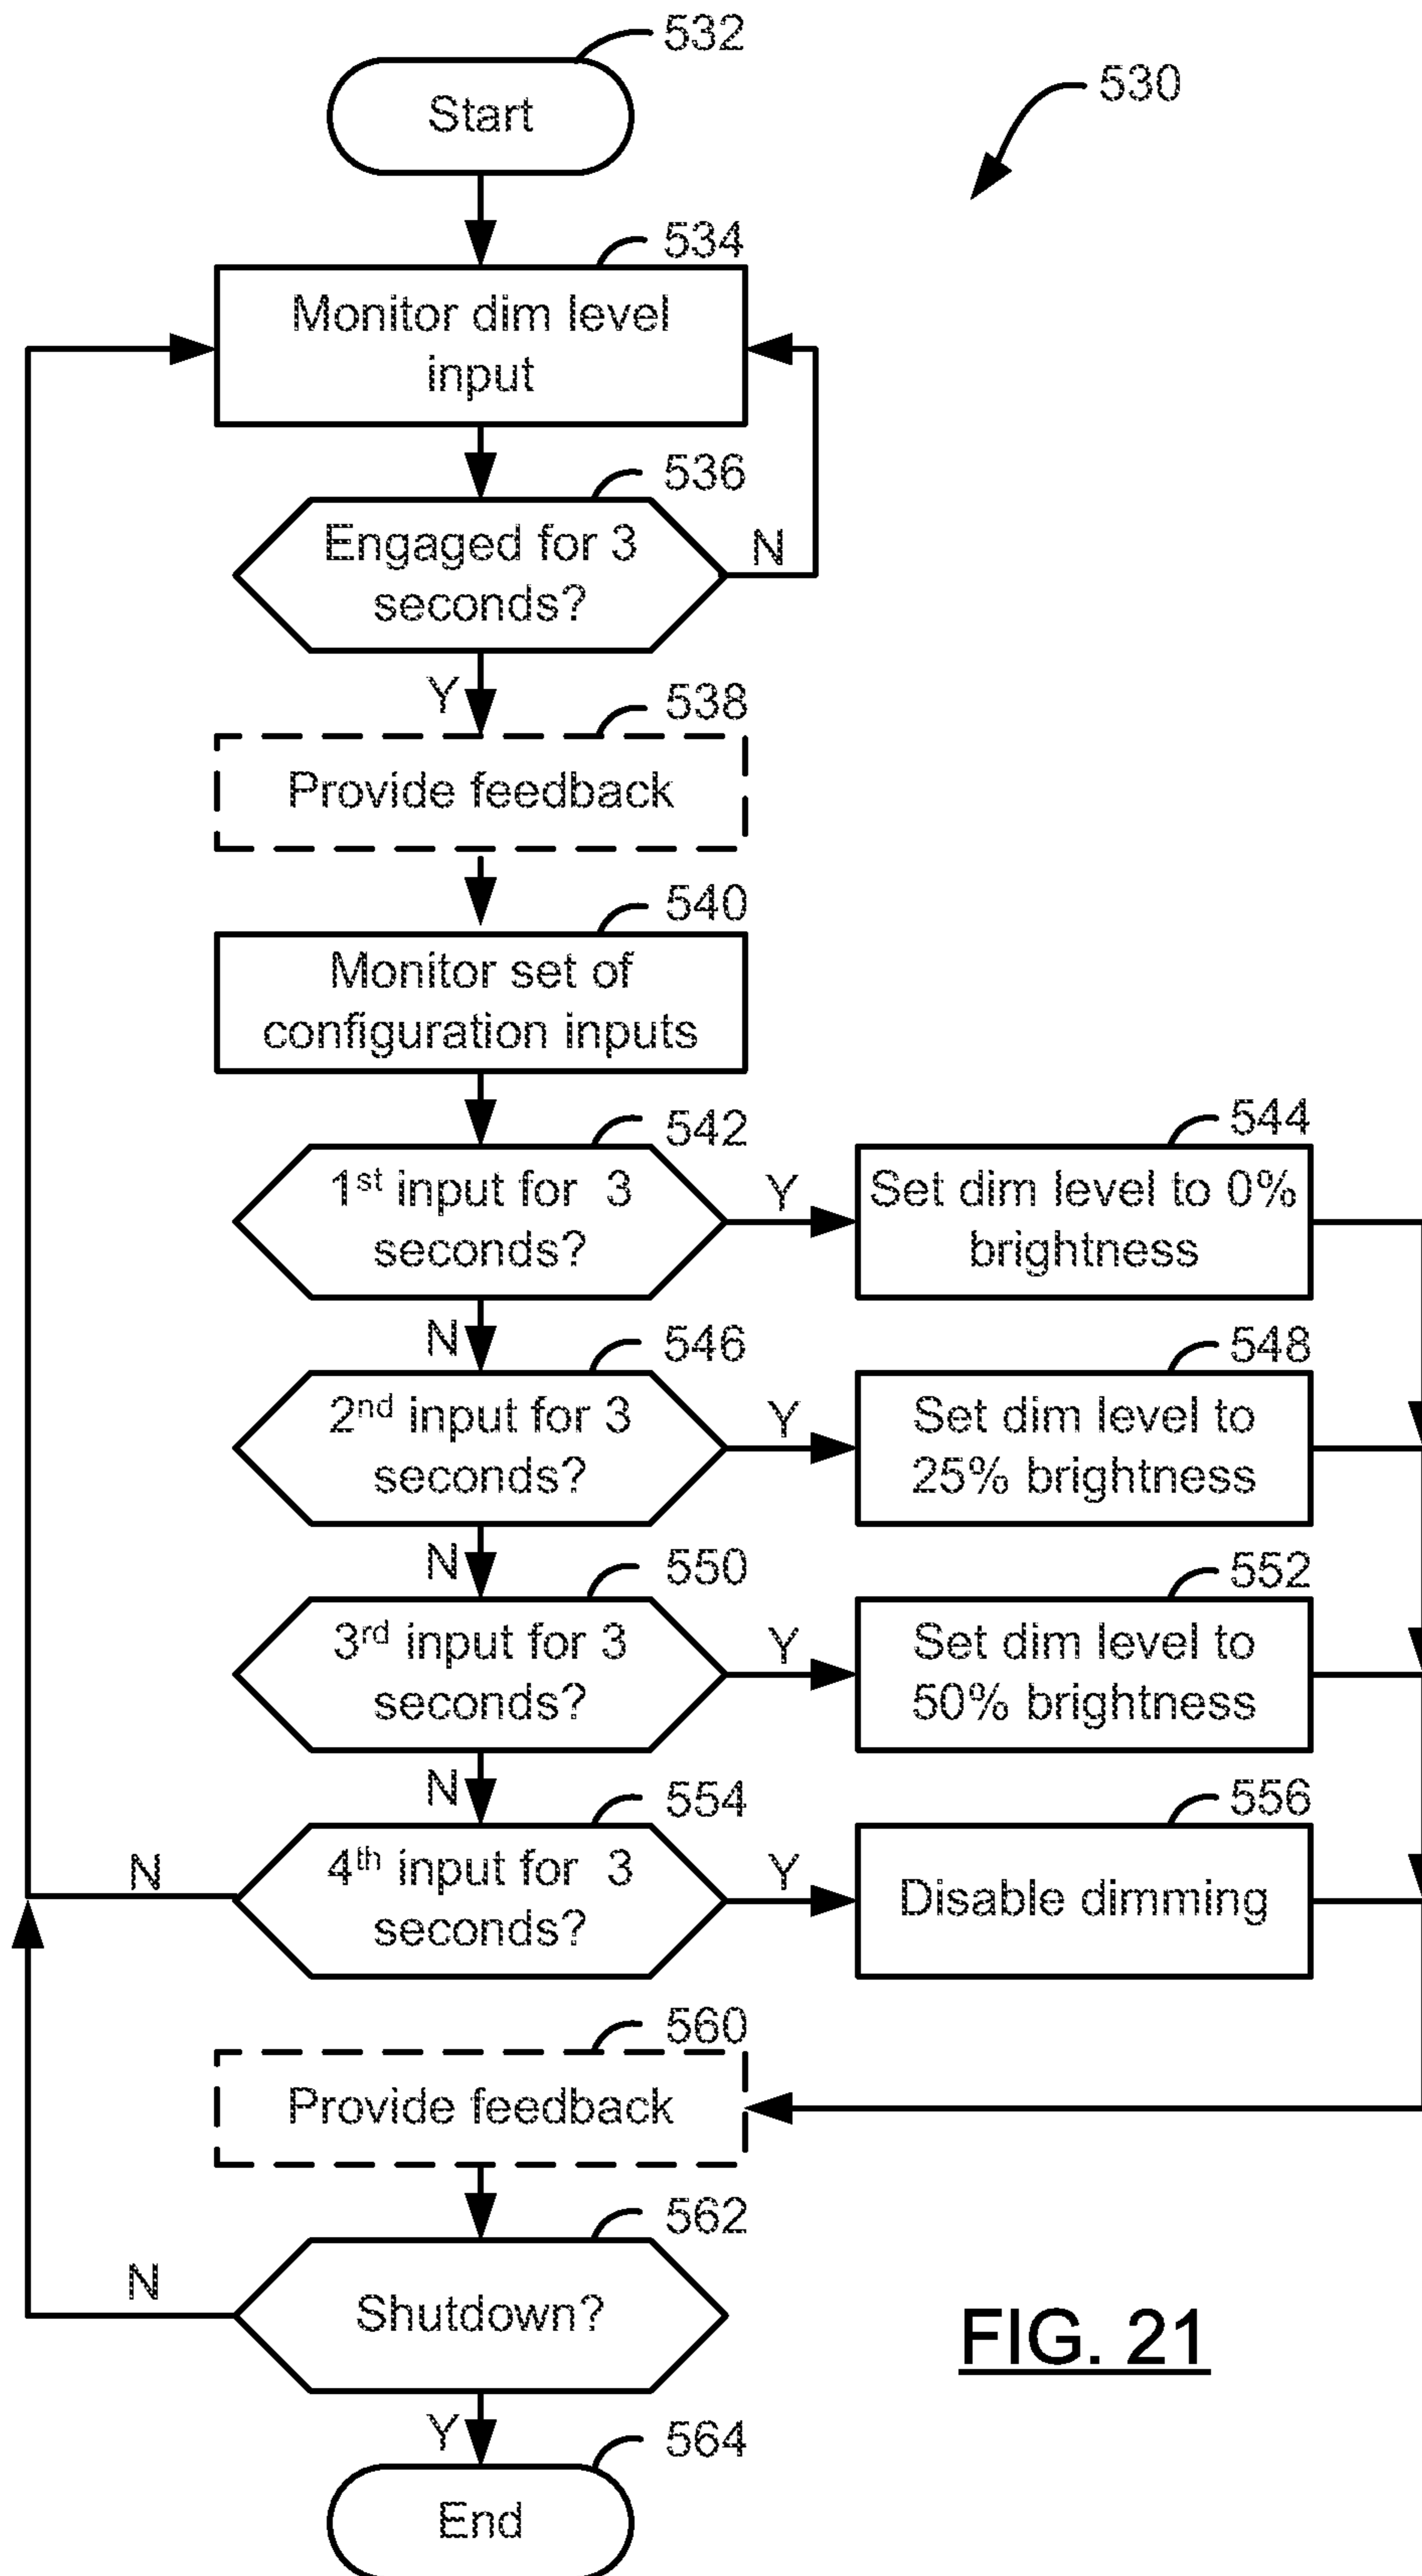 532
Start
530
534
Monitor dim level
input
536
Engaged for 3
seconds?
N
Y
538
Provide feedback
540
Monitor set of
configuration inputs
542
1st input for 3
seconds?
Y
544
Set dim level to 0%
brightness
N
546
2nd input for 3
seconds?
Y
548
Set dim level to
25% brightness
N
550
3rd input for 3
seconds?
Y
552
Set dim level to
50% brightness
N
554
N
4th input for 3
seconds?
Y
556
Disable dimming
560
Provide feedback
562
N
Shutdown?
FIG. 21
Y
564
End